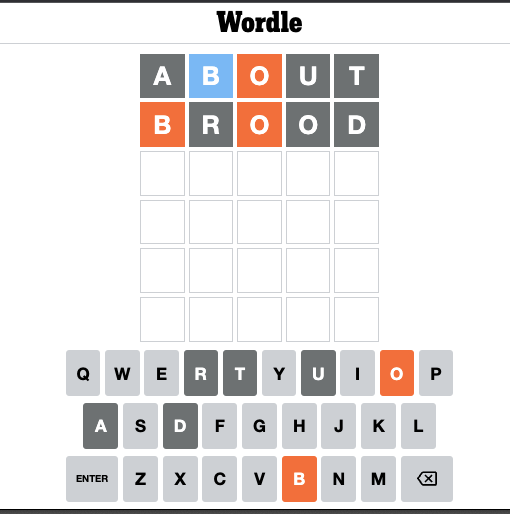 Wordle
A B O U T
B R O O D
Q W E R T Y U I O P
A S D F G H J K L
ENTER Z X C V B N M